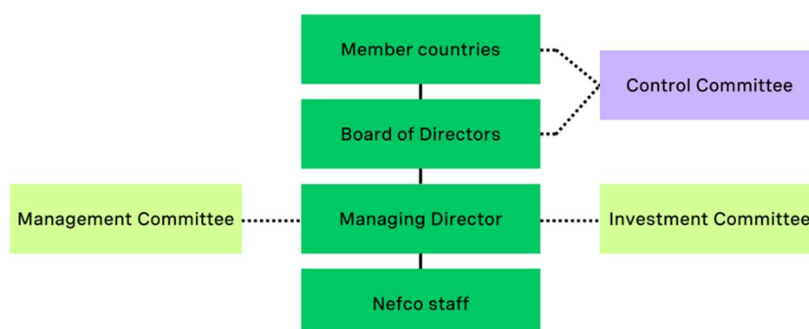 Member countries
Control Committee
Board of Directors
Management Committee
Managing Director
Investment Committee
Nefco staff